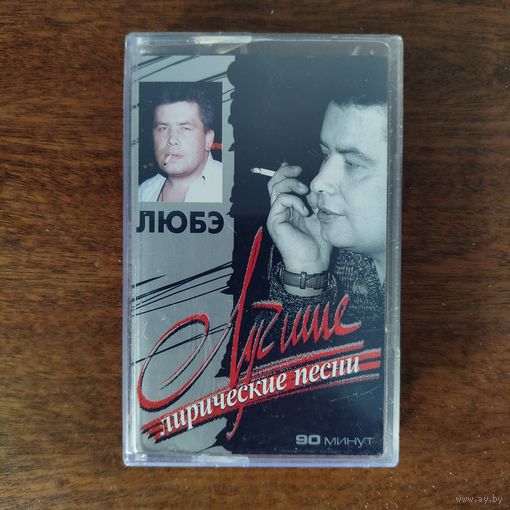 ЛЮБЭ
Лучшие
лирические песни
90 минут
www.ay.by